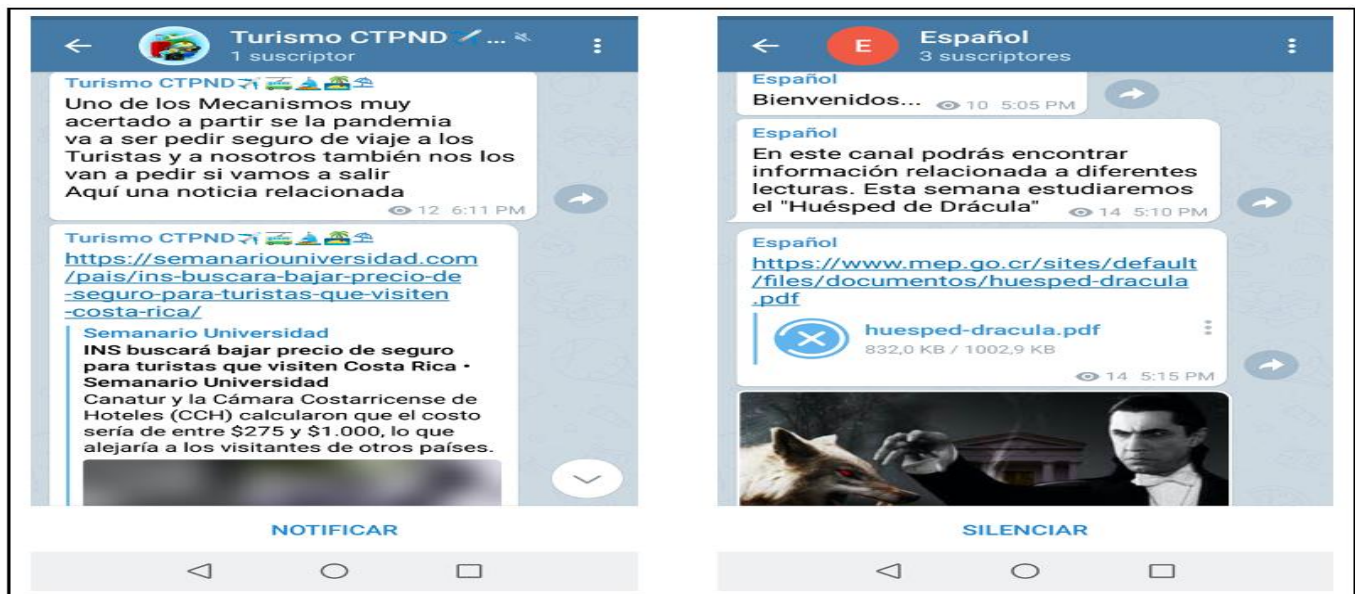 Turismo CTPND ...
1 suscriptor
Turismo CTPND
Uno de los Mecanismos muy
acertado a partir se la pandemia
va a ser pedir seguro de viaje a los
Turistas y a nosotros también nos los
van a pedir si vamos a salir
Aquí una noticia relacionada
12 6:11 PM
Turismo CTPND
https://semanariouniversidad.com
/pais/ins-buscara-bajar-precio-de
-seguro-para-turistas-que-visiten
-costa-rica/
Semanario Universidad
INS buscará bajar precio de seguro
para turistas que visiten Costa Rica •
Semanario Universidad
Canatur y la Cámara Costarricense de
Hoteles (CCH) calcularon que el costo
sería de entre $275 y $1.000, lo que
alejaría a los visitantes de otros países.
NOTIFICAR
E
Español
3 suscriptores
Español
Bienvenidos... 10 5:05 PM
Español
En este canal podrás encontrar
información relacionada a diferentes
lecturas. Esta semana estudiaremos
el "Huésped de Drácula" 14 5:10 PM
Español
https://www.mep.go.cr/sites/default
/files/documentos/huesped-dracula
.pdf
huesped-dracula.pdf
832,0 KB / 1002,9 KB
14 5:15 PM
SILENCIAR